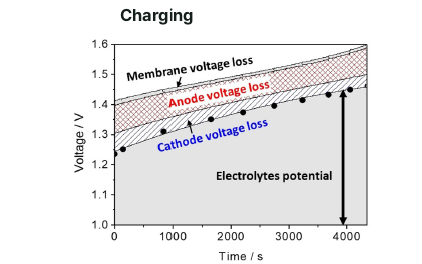 Charging
1.6
1.5
1.4
1.3
1.2
1.1
1.0
Voltage / V
Membrane voltage loss
Anode voltage loss
Cathode voltage loss
Electrolytes potential
0
1000
2000
3000
4000
Time / s